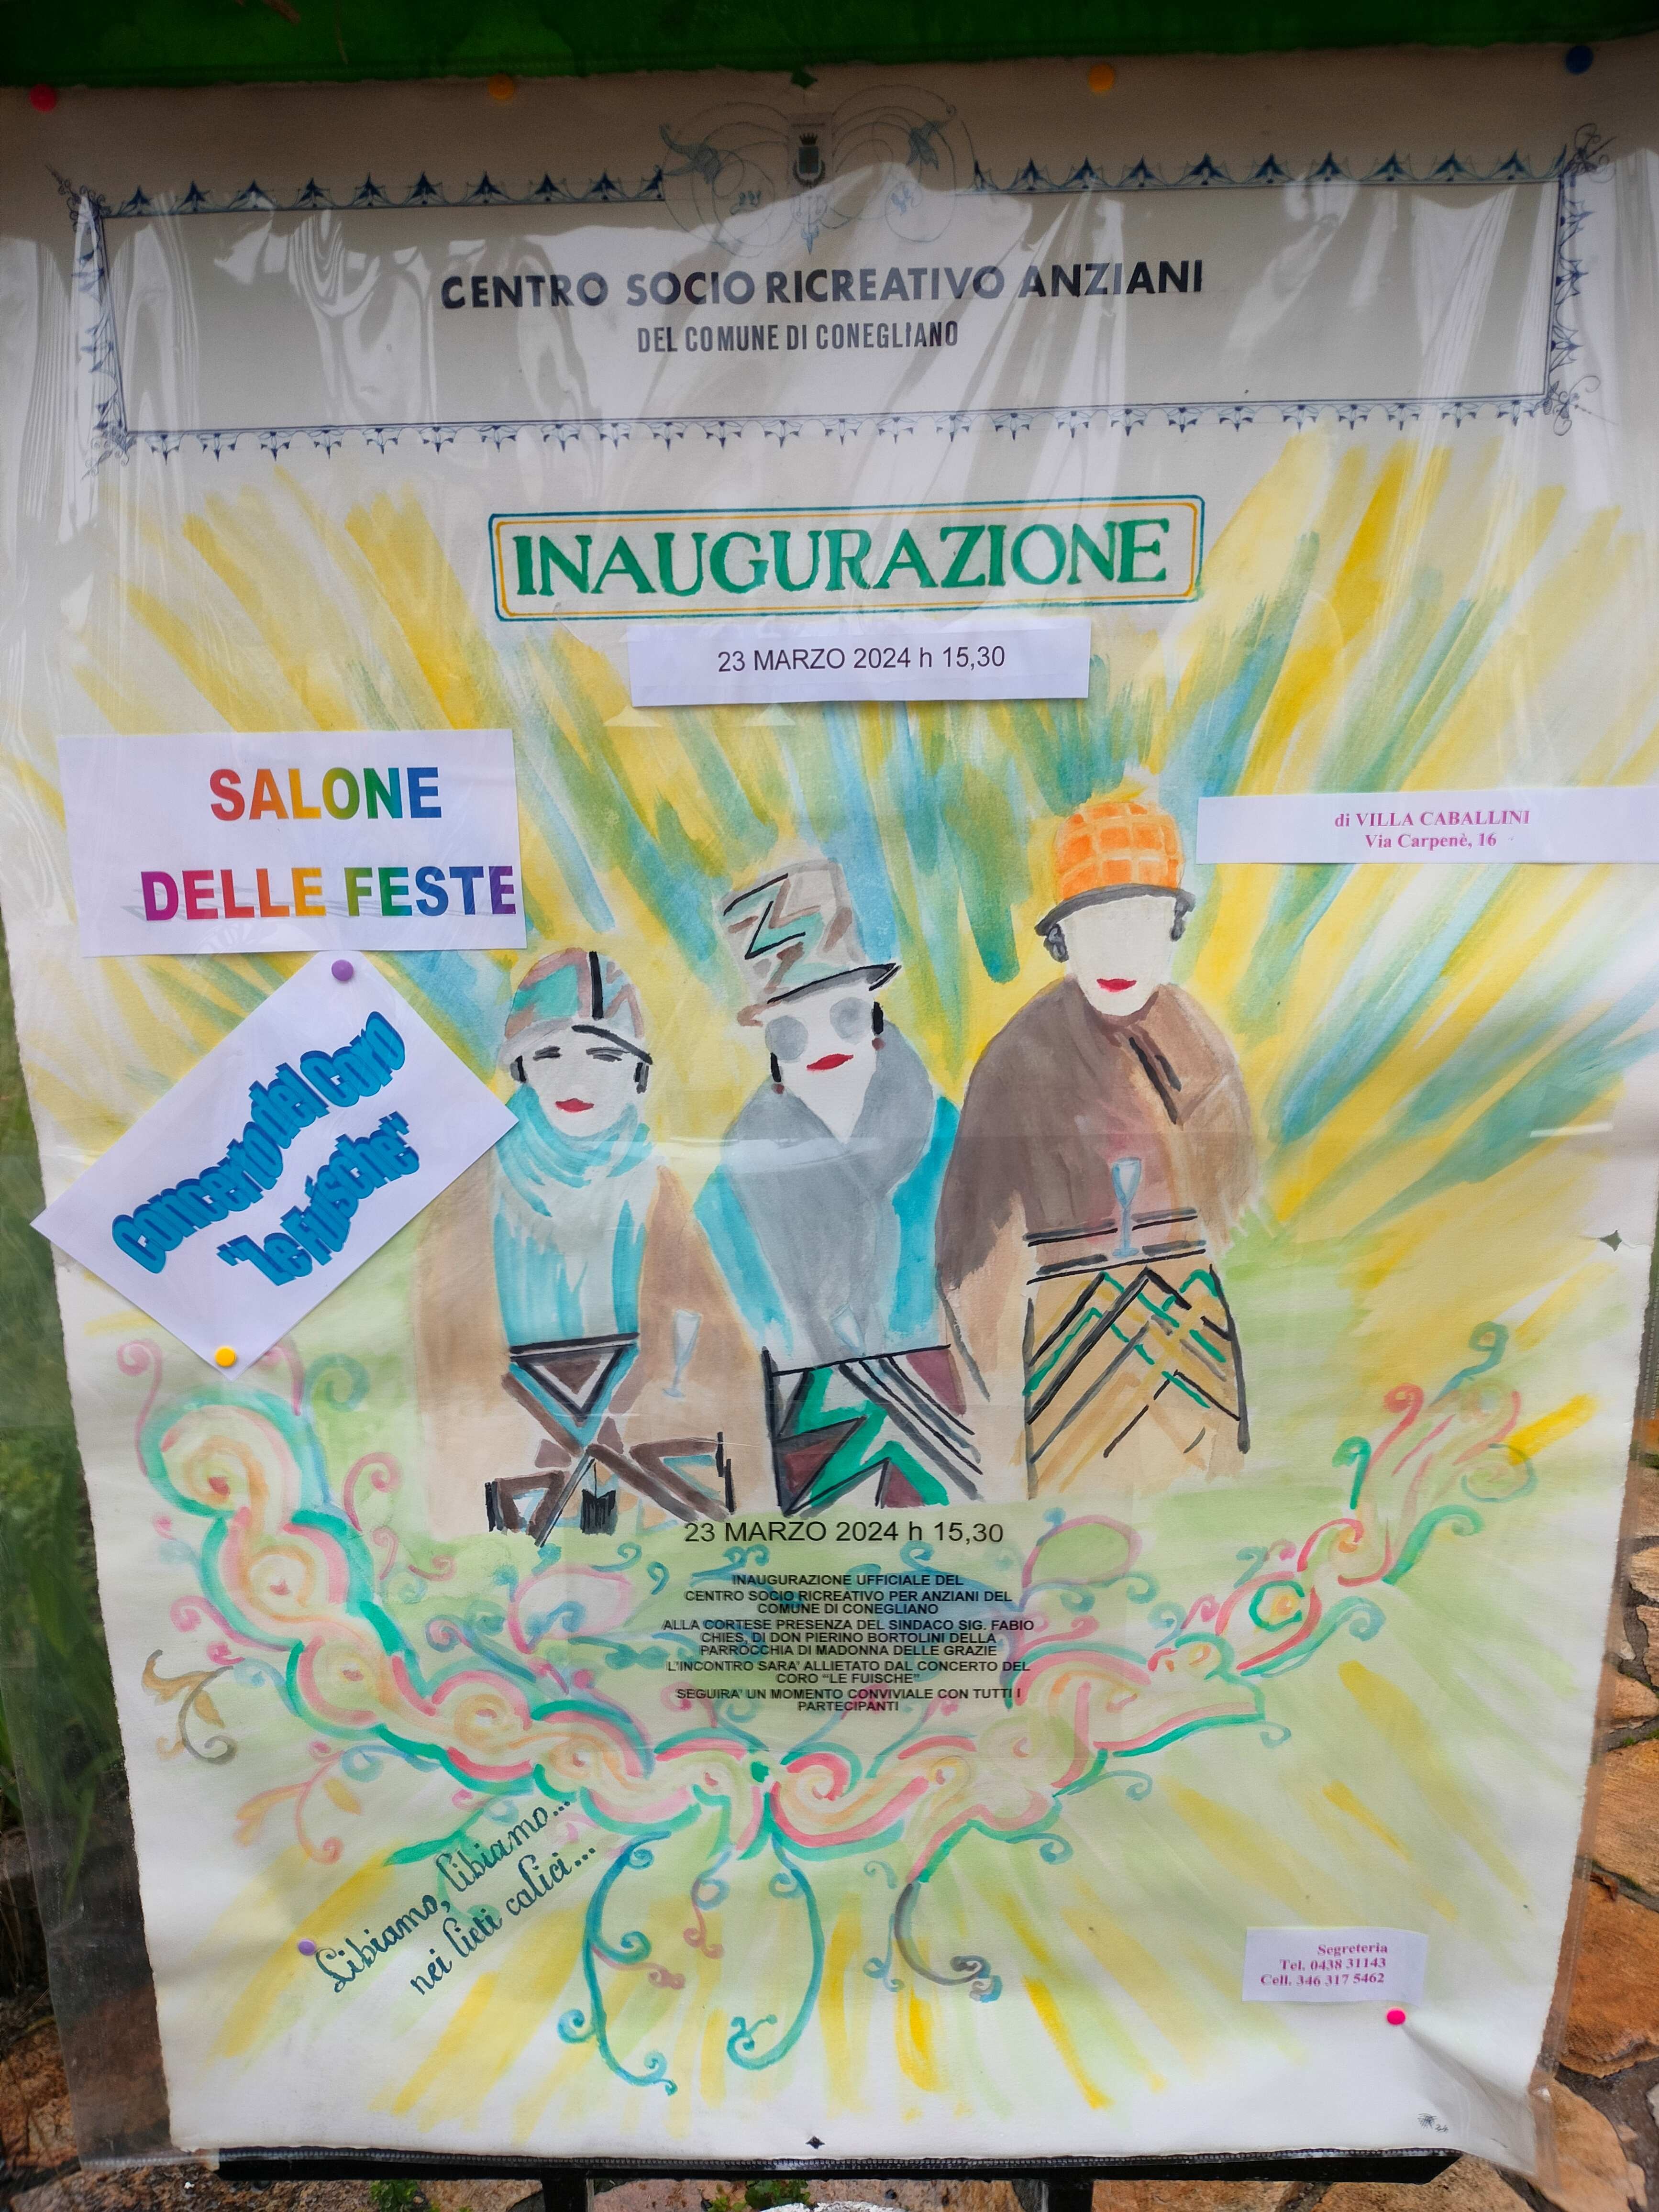 CENTRO SOCIO RICREATIVO ANZIANI
DEL COMUNE DI CONEGLIANO
INAUGURAZIONE
23 MARZO 2024 h 15,30
SALONE
DELLE FESTE
di VILLA CABALLINI
Via Carpenè, 16
Concerto del Coro
"Le Fuische"
23 MARZO 2024 h 15,30
INAUGURAZIONE UFFICIALE DEL
CENTRO SOCIO RICREATIVO PER ANZIANI DEL
COMUNE DI CONEGLIANO
ALLA CORTESE PRESENZA DEL SINDACO SIG. FABIO
CHIES, DI DON PIERINO BORTOLINI DELLA
PARROCCHIA DI MADONNA DELLE GRAZIE
L'INCONTRO SARA' ALLIETATO DAL CONCERTO DEL
CORO "LE FUISCHE"
SEGUIRA' UN MOMENTO CONVIVIALE CON TUTTI I
PARTECIPANTI
Libiamo, libiamo...
nei lieti calici...
Segreteria
Tel. 0438 31143
Cell. 346 317 5462